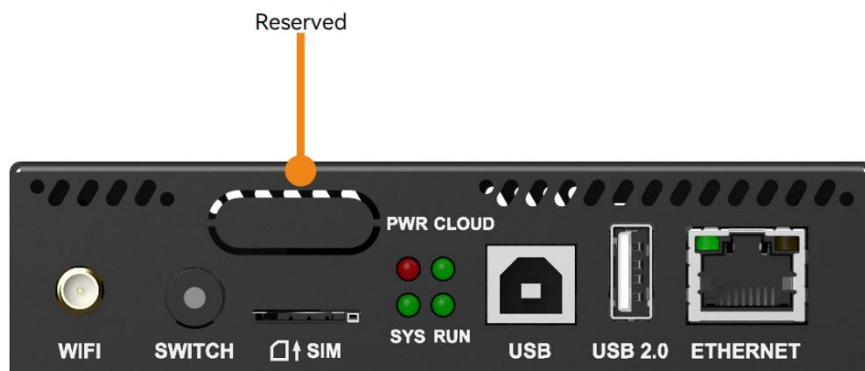 Reserved
PWR CLOUD
SYS RUN
WIFI SWITCH SIM USB USB 2.0 ETHERNET